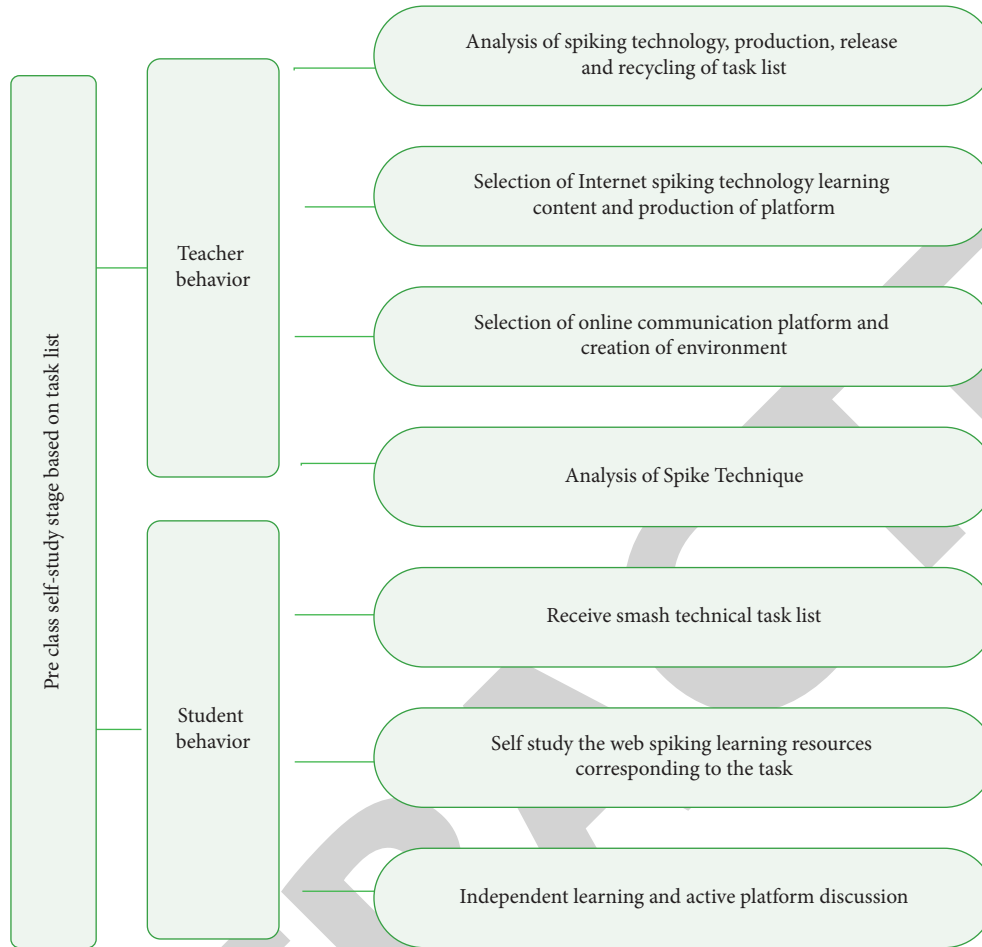 Pre class self-study stage based on task list
Teacher
behavior
Analysis of spiking technology, production, release
and recycling of task list
Selection of Internet spiking technology learning
content and production of platform
Selection of online communication platform and
creation of environment
Analysis of Spike Technique
Student
behavior
Receive smash technical task list
Self study the web spiking learning resources
corresponding to the task
Independent learning and active platform discussion